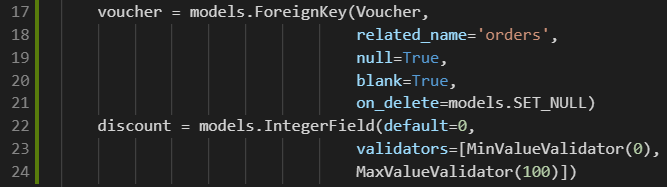 17 voucher = models.ForeignKey(Voucher,
18 related_name='orders',
19 null=True,
20 blank=True,
21 on_delete=models.SET_NULL)
22 discount = models.IntegerField(default=0,
23 validators=[MinValueValidator(0),
24 MaxValueValidator(100)])